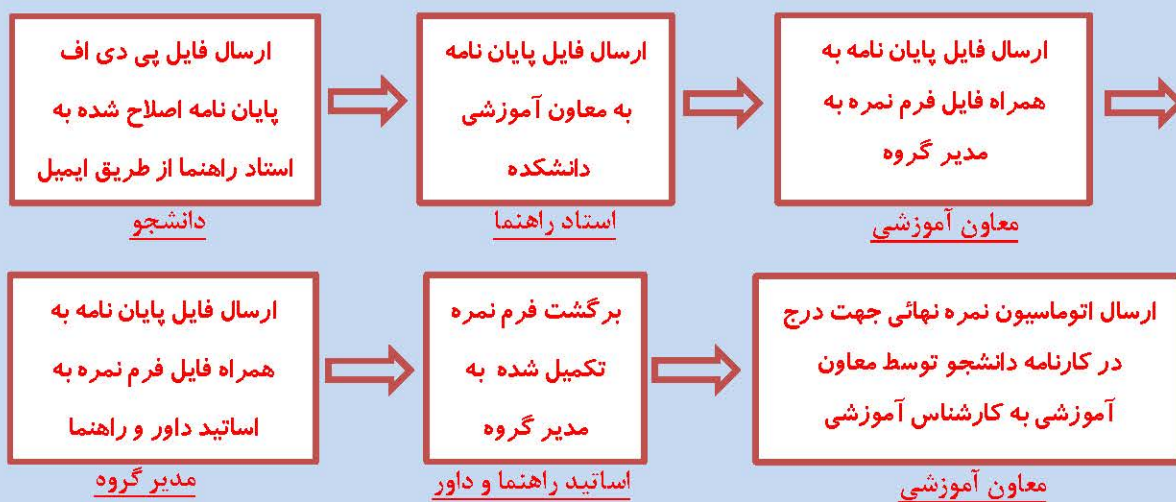 ارسال فایل پی دی اف
پایان نامه اصلاح شده به
استاد راهنما از طریق ایمیل
دانشجو
ارسال فایل پایان نامه
به معاون آموزشی
دانشکده
استاد راهنما
ارسال فایل پایان نامه به
همراه فایل فرم نمره به
مدیر گروه
معاون آموزشی
ارسال فایل پایان نامه به
همراه فایل فرم نمره به
اساتید داور و راهنما
مدیر گروه
برگشت فرم نمره
تکمیل شده به
مدیر گروه
اساتید راهنما و داور
ارسال اتوماسیون نمره نهائی جهت درج
در کارنامه دانشجو توسط معاون
آموزشی به کارشناس آموزشی
معاون آموزشی